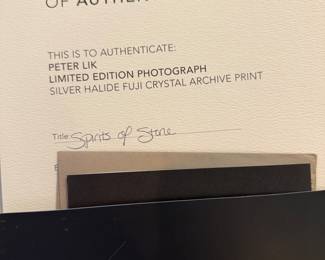 OF AUTHEN
THIS IS TO AUTHENTICATE:
PETER LIK
LIMITED EDITION PHOTOGRAPH
SILVER HALIDE FUJI CRYSTAL ARCHIVE PRINT
Title: Spirits of Stone